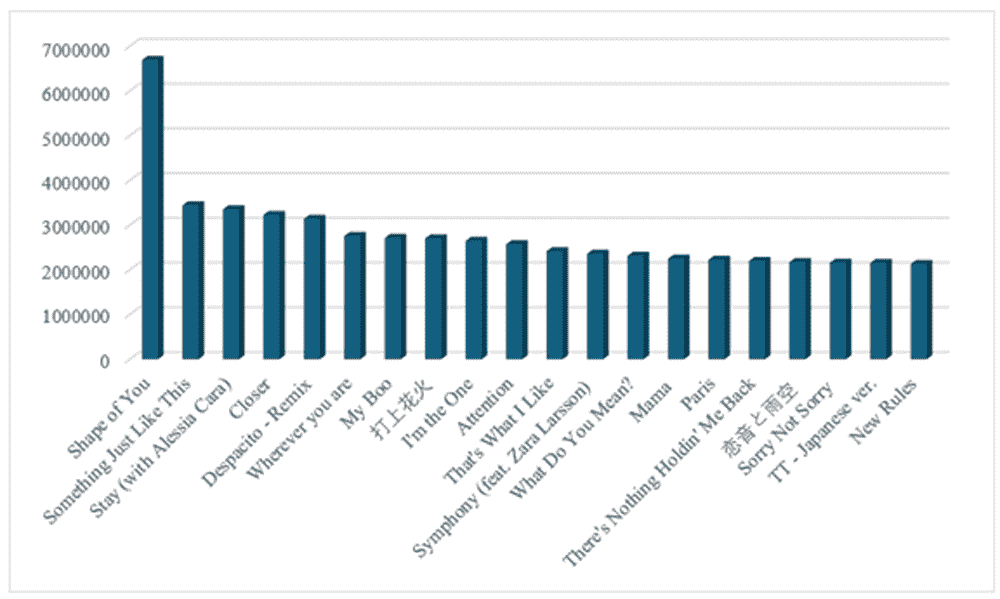 7000000
6000000
5000000
4000000
3000000
2000000
1000000
0
Shape of You
Something Just Like This
Stay (with Alessia Cara)
Closer
Despacito - Remix
Wherever you are
My Boo
打上花火
I'm the One
Attention
That's What I Like
Symphony (feat. Zara Larsson)
What Do You Mean?
Mama
Paris
There's Nothing Holdin' Me Back
恋音と雨空
Sorry Not Sorry
TT - Japanese ver.
New Rules